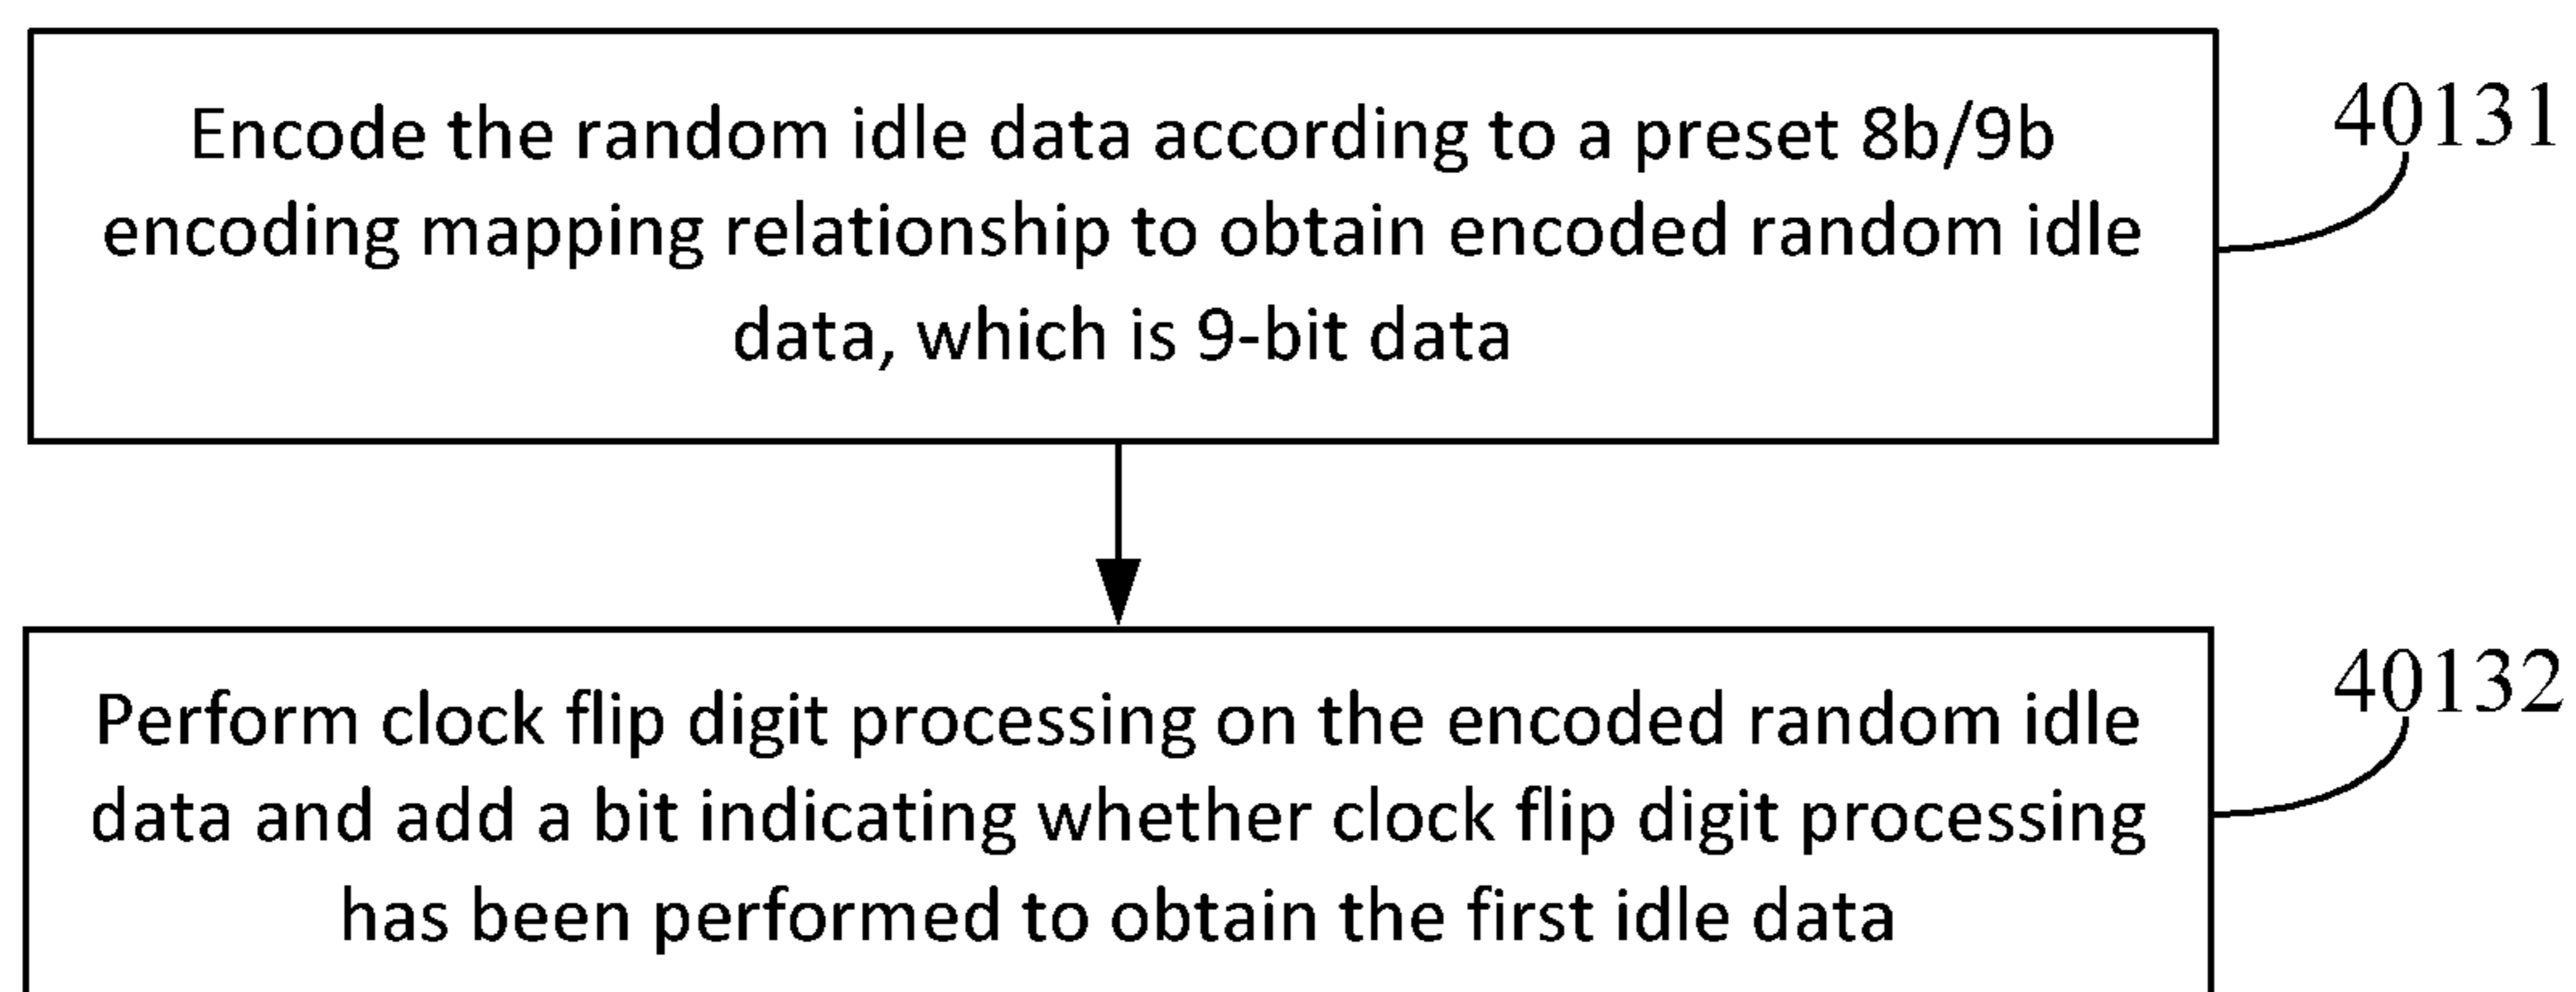 Encode the random idle data according to a preset 8b/9b
encoding mapping relationship to obtain encoded random idle
data, which is 9-bit data
40131
Perform clock flip digit processing on the encoded random idle
data and add a bit indicating whether clock flip digit processing
has been performed to obtain the first idle data
40132